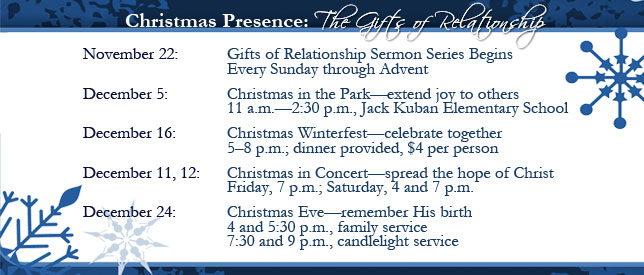 Christmas Presence: The Gifts of Relationship
November 22: Gifts of Relationship Sermon Series Begins
Every Sunday through Advent
December 5: Christmas in the Park—extend joy to others
11 a.m.—2:30 p.m., Jack Kuban Elementary School
December 16: Christmas Winterfest—celebrate together
5–8 p.m.; dinner provided, $4 per person
December 11, 12: Christmas in Concert—spread the hope of Christ
Friday, 7 p.m.; Saturday, 4 and 7 p.m.
December 24: Christmas Eve—remember His birth
4 and 5:30 p.m., family service
7:30 and 9 p.m., candlelight service